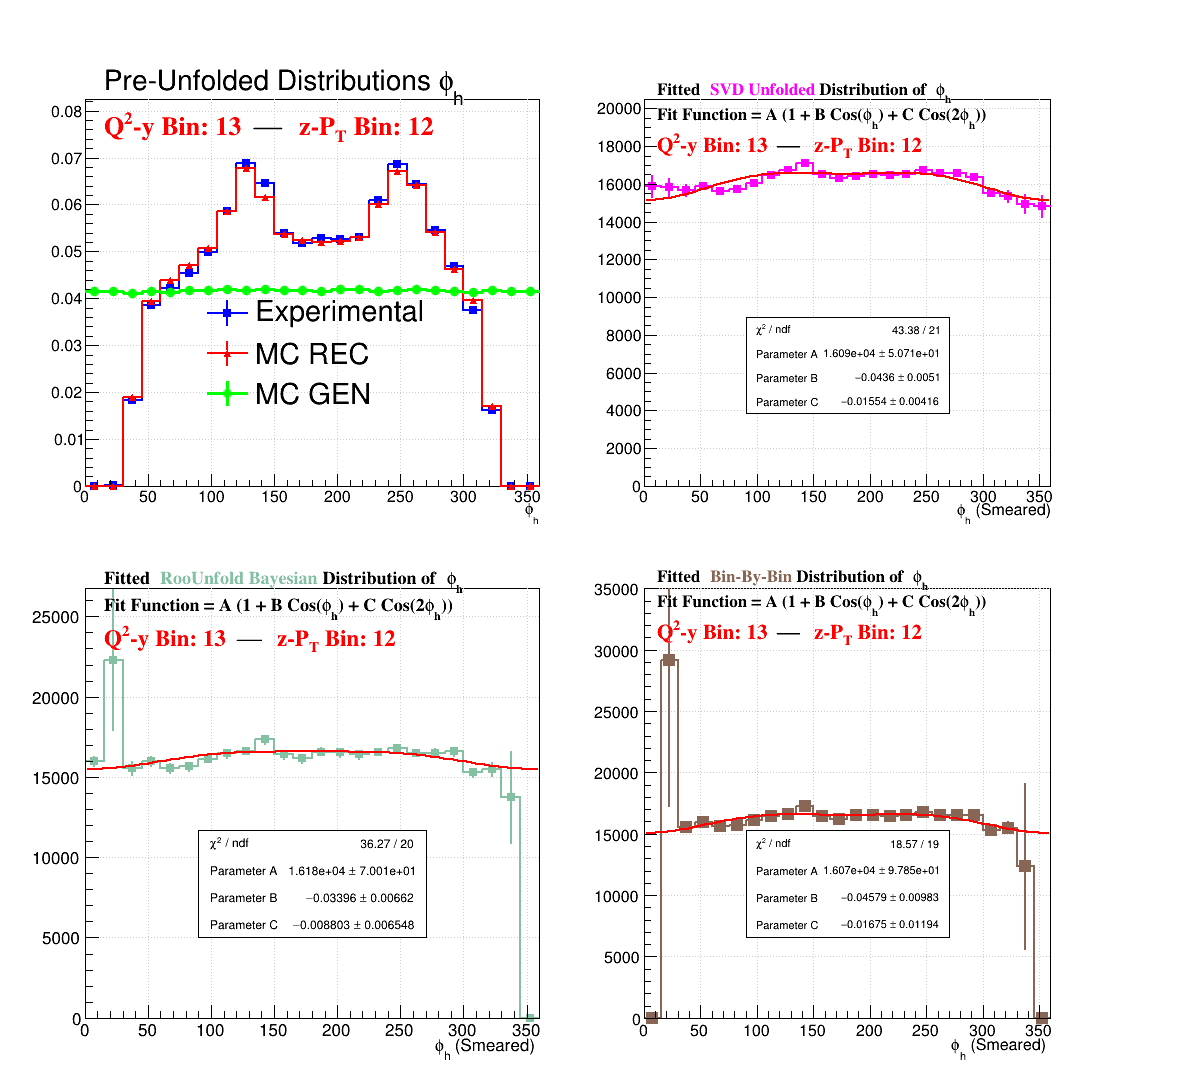 Pre-Unfolded Distributions ϕh
Q²-y Bin: 13 — z-PT Bin: 12
0.08
0.07
0.06
0.05
0.04
0.03
0.02
0.01
0
Experimental
MC REC
MC GEN
0 50 100 150 200 250 300 350
ϕh
Fitted SVD Unfolded Distribution of ϕh
Fit Function = A (1 + B Cos(ϕh) + C Cos(2ϕh))
Q²-y Bin: 13 — z-PT Bin: 12
20000
18000
16000
14000
12000
10000
8000
6000
4000
2000
0
χ² / ndf 43.38 / 21
Parameter A 1.609e+04 ± 5.071e+01
Parameter B −0.0436 ± 0.0051
Parameter C −0.01554 ± 0.00416
0 50 100 150 200 250 300 350
ϕh (Smeared)
Fitted RooUnfold Bayesian Distribution of ϕh
Fit Function = A (1 + B Cos(ϕh) + C Cos(2ϕh))
Q²-y Bin: 13 — z-PT Bin: 12
25000
20000
15000
10000
5000
0
χ² / ndf 36.27 / 20
Parameter A 1.618e+04 ± 7.001e+01
Parameter B −0.03396 ± 0.00662
Parameter C −0.008803 ± 0.006548
0 50 100 150 200 250 300 350
ϕh (Smeared)
Fitted Bin-By-Bin Distribution of ϕh
Fit Function = A (1 + B Cos(ϕh) + C Cos(2ϕh))
Q²-y Bin: 13 — z-PT Bin: 12
35000
30000
25000
20000
15000
10000
5000
0
χ² / ndf 18.57 / 19
Parameter A 1.607e+04 ± 9.785e+01
Parameter B −0.04579 ± 0.00983
Parameter C −0.01675 ± 0.01194
0 50 100 150 200 250 300 350
ϕh (Smeared)